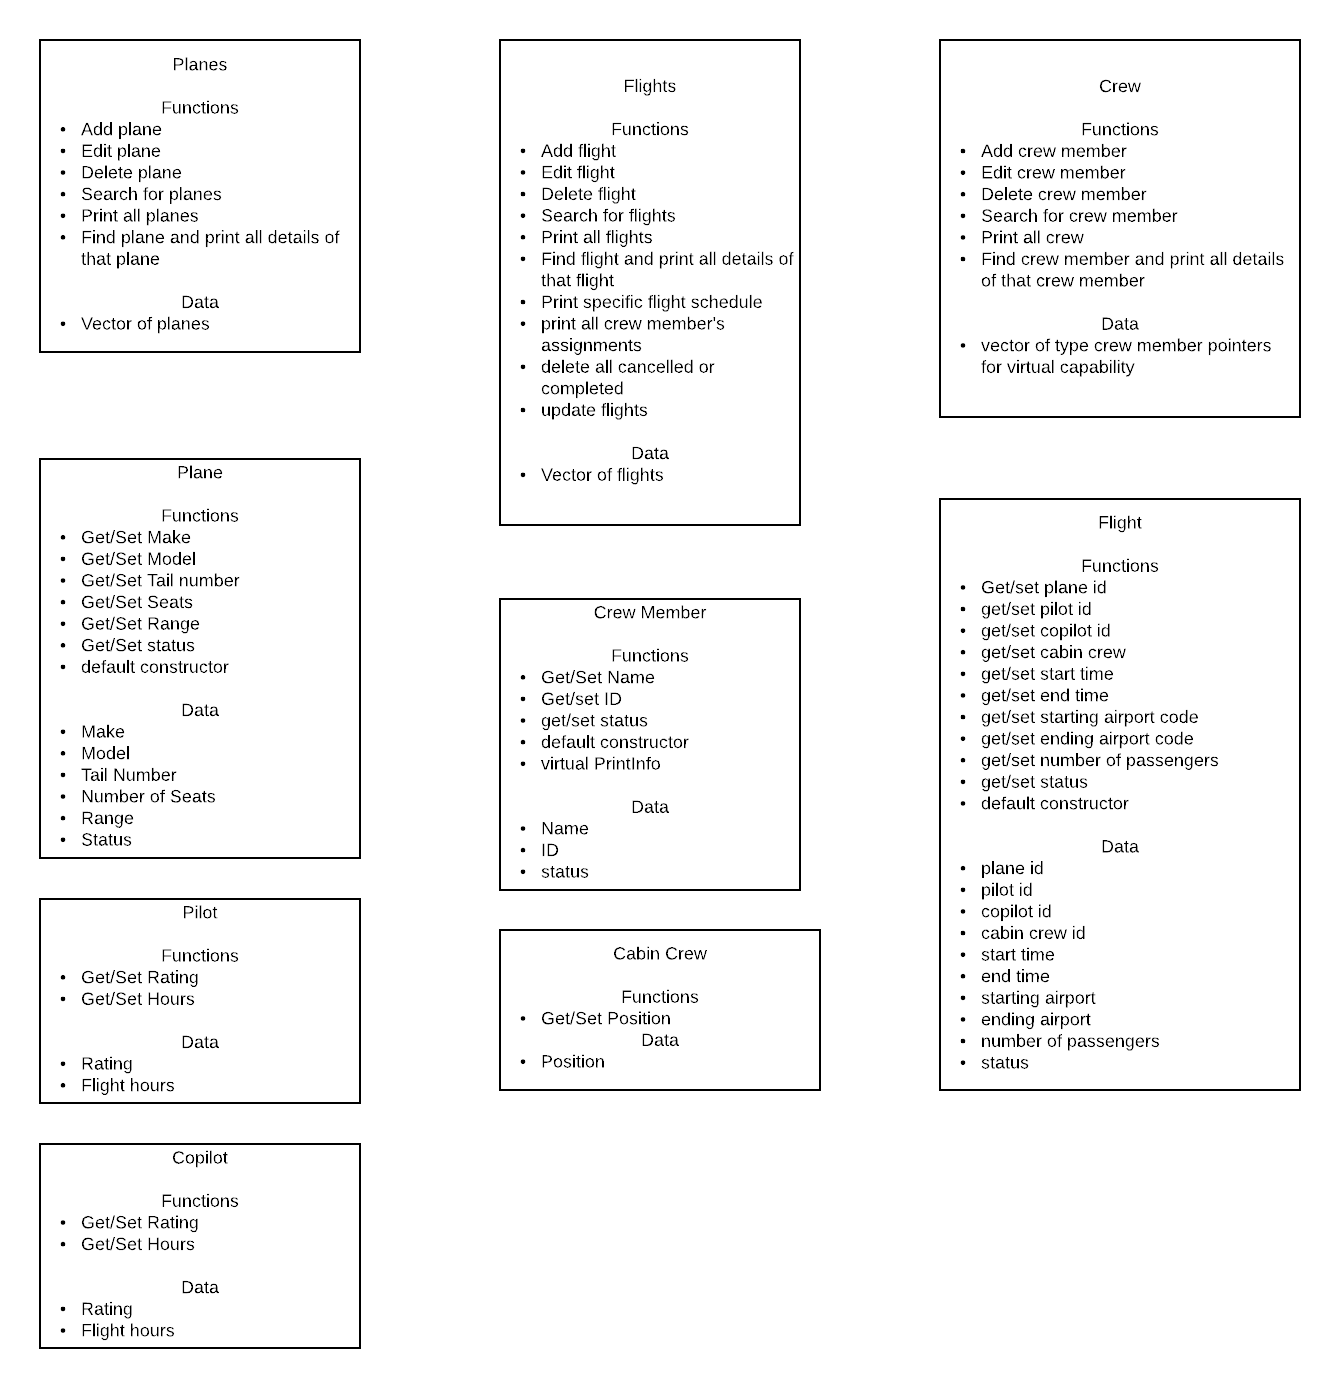 Planes
Functions
• Add plane
• Edit plane
• Delete plane
• Search for planes
• Print all planes
• Find plane and print all details of
that plane
Data
• Vector of planes
Flights
Functions
• Add flight
• Edit flight
• Delete flight
• Search for flights
• Print all flights
• Find flight and print all details of
that flight
• Print specific flight schedule
• print all crew member's
assignments
• delete all cancelled or
completed
• update flights
Data
• Vector of flights
Crew
Functions
• Add crew member
• Edit crew member
• Delete crew member
• Search for crew member
• Print all crew
• Find crew member and print all details
of that crew member
Data
• vector of type crew member pointers
for virtual capability
Plane
Functions
• Get/Set Make
• Get/Set Model
• Get/Set Tail number
• Get/Set Seats
• Get/Set Range
• Get/Set status
• default constructor
Data
• Make
• Model
• Tail Number
• Number of Seats
• Range
• Status
Crew Member
Functions
• Get/Set Name
• Get/set ID
• get/set status
• default constructor
• virtual PrintInfo
Data
• Name
• ID
• status
Flight
Functions
• Get/set plane id
• get/set pilot id
• get/set copilot id
• get/set cabin crew
• get/set start time
• get/set end time
• get/set starting airport code
• get/set ending airport code
• get/set number of passengers
• get/set status
• default constructor
Data
• plane id
• pilot id
• copilot id
• cabin crew id
• start time
• end time
• starting airport
• ending airport
• number of passengers
• status
Pilot
Functions
• Get/Set Rating
• Get/Set Hours
Data
• Rating
• Flight hours
Cabin Crew
Functions
• Get/Set Position
Data
• Position
Copilot
Functions
• Get/Set Rating
• Get/Set Hours
Data
• Rating
• Flight hours